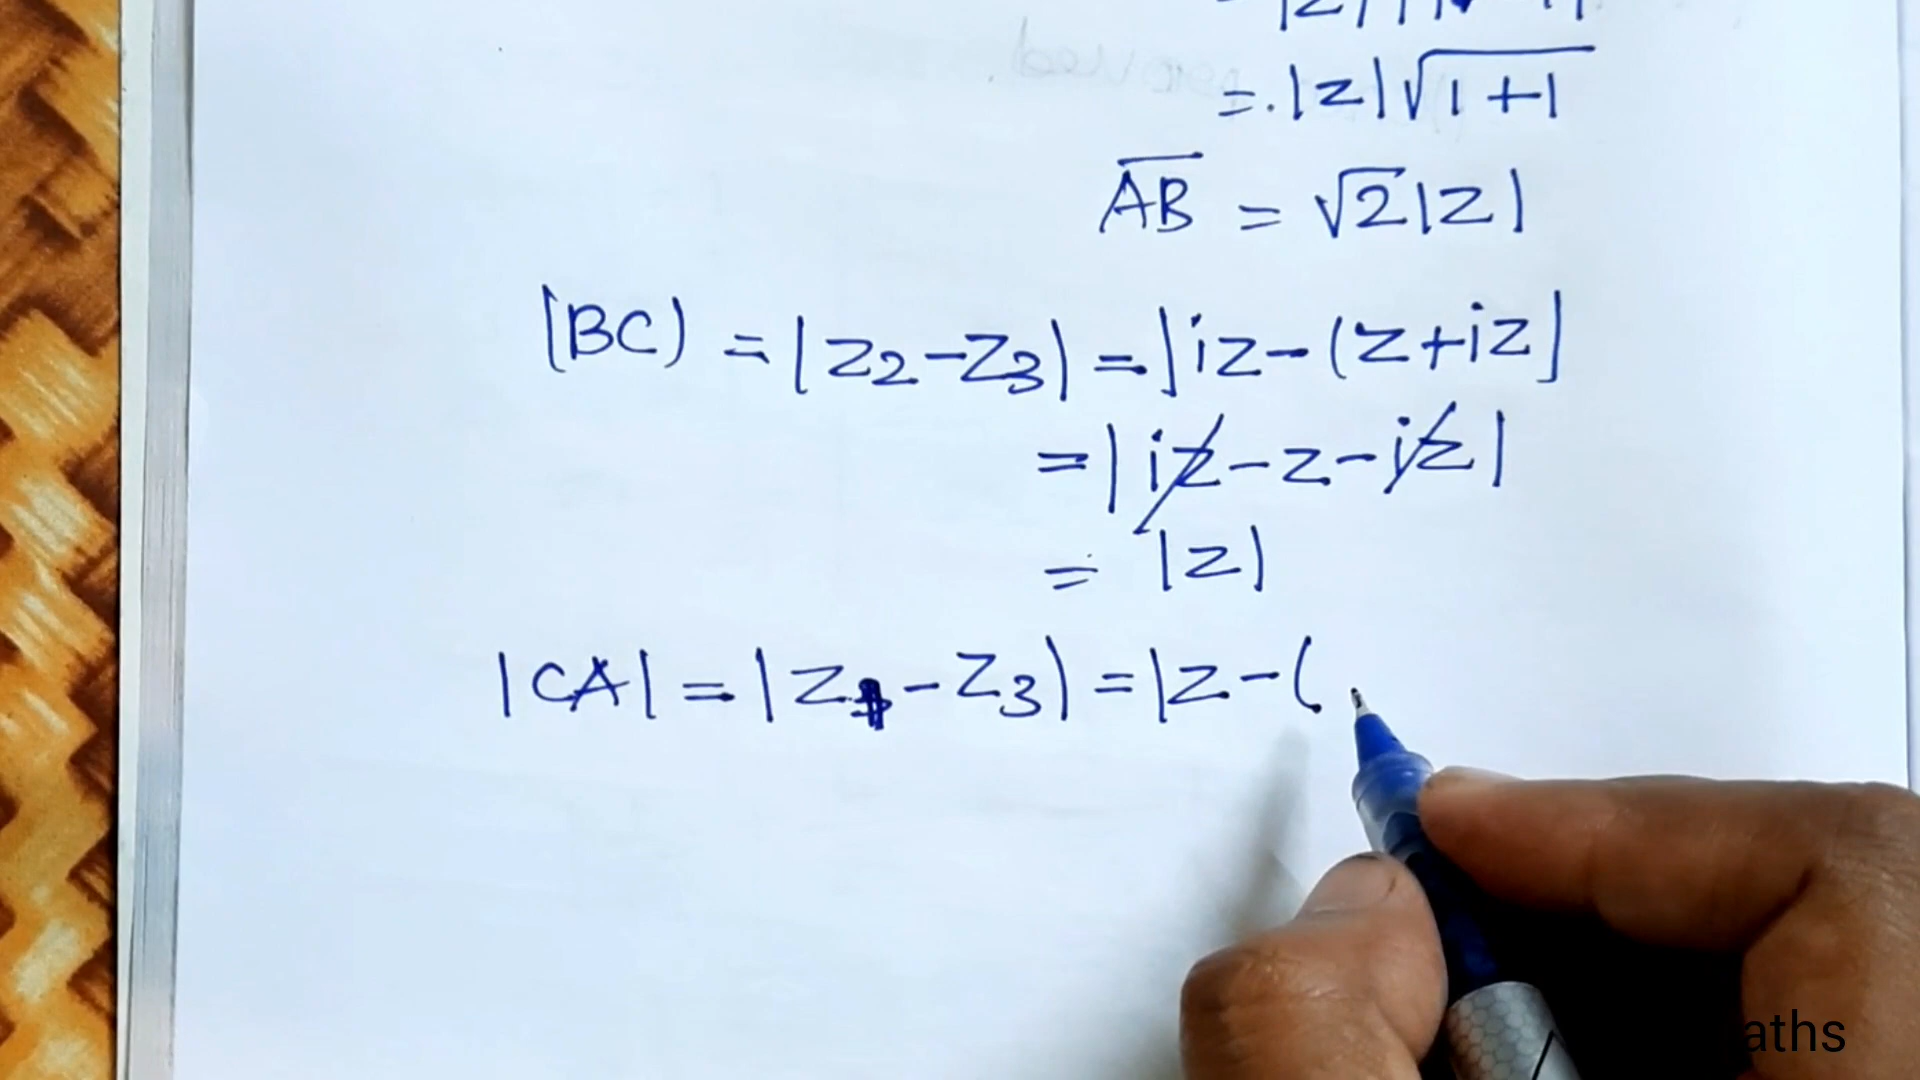 = .|z|√1+1
AB = √2|z|
|BC) = |z2-z3| = |iz-(z+iz|
= |iz-z-iz|
= |z|
|CA| = |z1-z3| = |z-(
aths